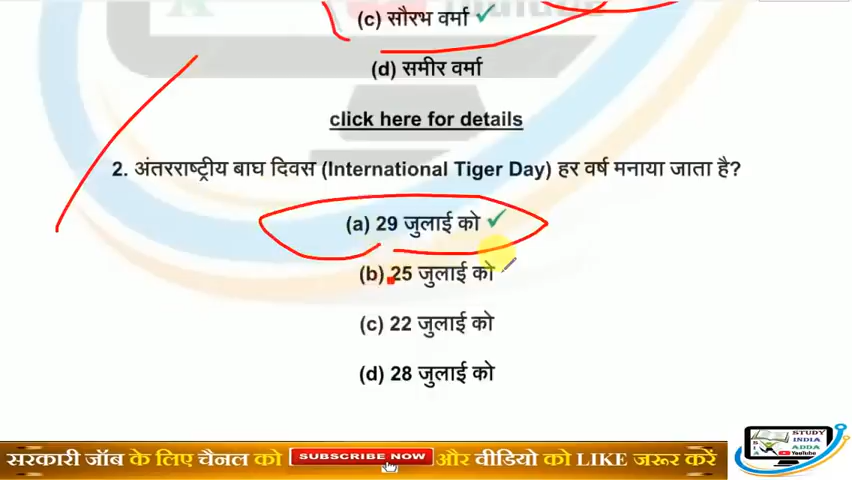 (c) सौरभ वर्मा ✓
(d) समीर वर्मा
click here for details
2. अंतरराष्ट्रीय बाघ दिवस (International Tiger Day) हर वर्ष मनाया जाता है?
(a) 29 जुलाई को ✓
(b) 25 जुलाई को
(c) 22 जुलाई को
(d) 28 जुलाई को
सरकारी जॉब के लिए चैनल को SUBSCRIBE NOW और वीडियो को LIKE जरूर करें
STUDY
INDIA
ADDA
YouTube